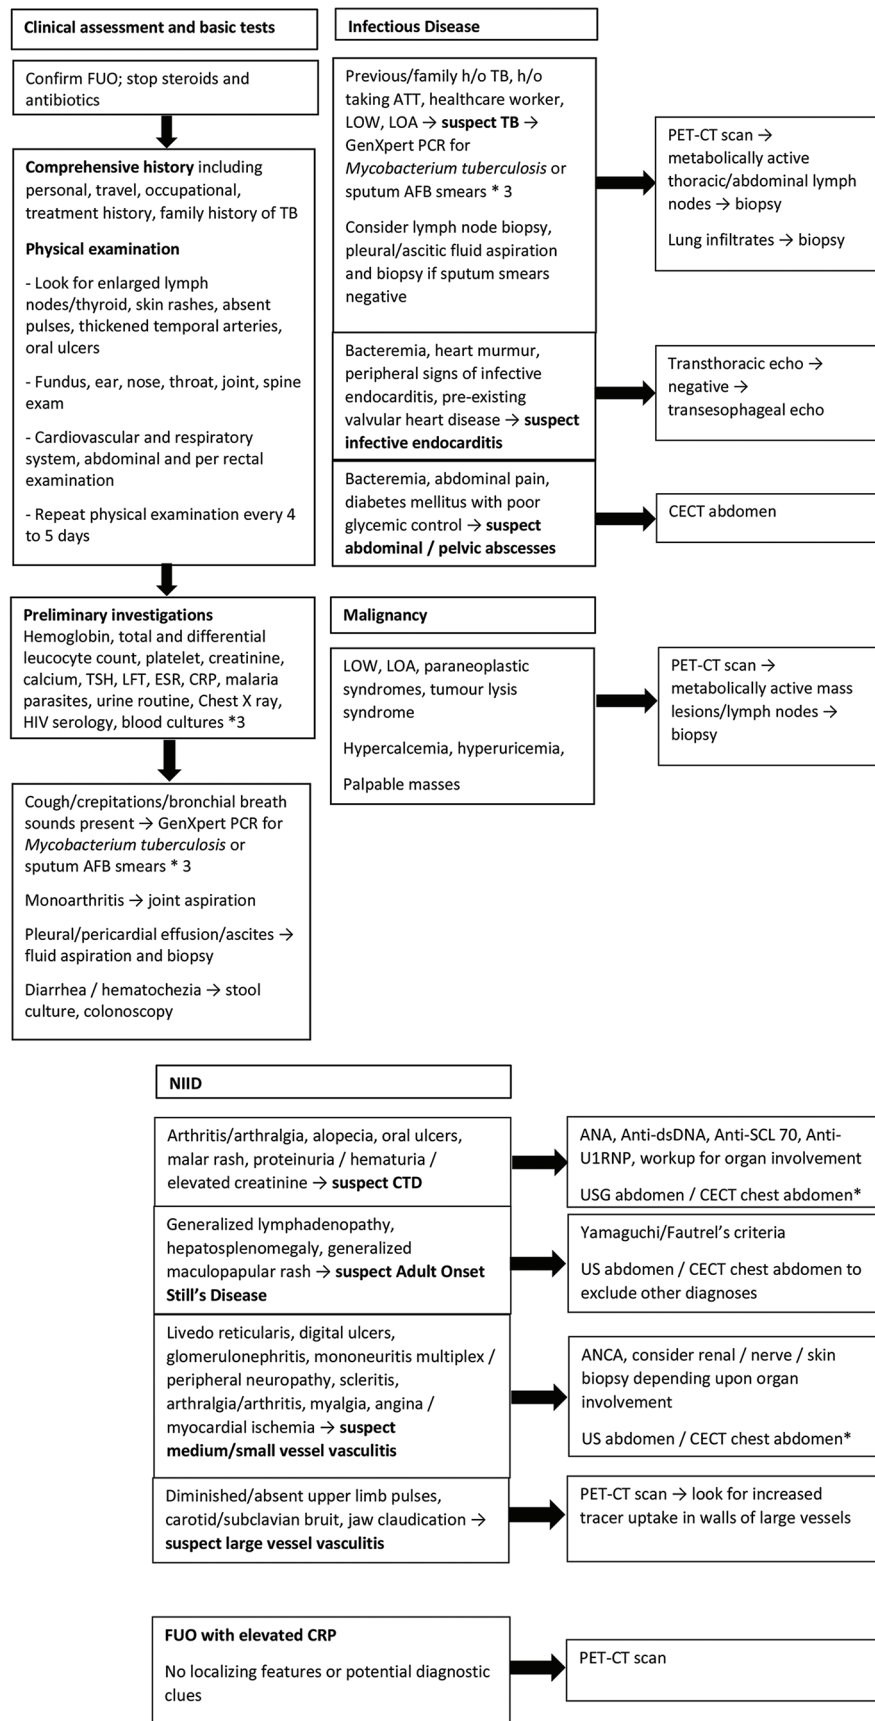 Clinical assessment and basic tests
Confirm FUO; stop steroids and
antibiotics
Comprehensive history including
personal, travel, occupational,
treatment history, family history of TB
Physical examination
- Look for enlarged lymph
nodes/thyroid, skin rashes, absent
pulses, thickened temporal arteries,
oral ulcers
- Fundus, ear, nose, throat, joint, spine
exam
- Cardiovascular and respiratory
system, abdominal and per rectal
examination
- Repeat physical examination every 4
to 5 days
Preliminary investigations
Hemoglobin, total and differential
leucocyte count, platelet, creatinine,
calcium, TSH, LFT, ESR, CRP, malaria
parasites, urine routine, Chest X ray,
HIV serology, blood cultures *3
Cough/crepitations/bronchial breath
sounds present → GenXpert PCR for
Mycobacterium tuberculosis or
sputum AFB smears * 3
Monoarthritis → joint aspiration
Pleural/pericardial effusion/ascites →
fluid aspiration and biopsy
Diarrhea / hematochezia → stool
culture, colonoscopy
Infectious Disease
Previous/family h/o TB, h/o
taking ATT, healthcare worker,
LOW, LOA → suspect TB →
GenXpert PCR for
Mycobacterium tuberculosis or
sputum AFB smears * 3
Consider lymph node biopsy,
pleural/ascitic fluid aspiration
and biopsy if sputum smears
negative
PET-CT scan →
metabolically active
thoracic/abdominal lymph
nodes → biopsy
Lung infiltrates → biopsy
Bacteremia, heart murmur,
peripheral signs of infective
endocarditis, pre-existing
valvular heart disease → suspect
infective endocarditis
Transthoracic echo →
negative →
transesophageal echo
Bacteremia, abdominal pain,
diabetes mellitus with poor
glycemic control → suspect
abdominal / pelvic abscesses
CECT abdomen
Malignancy
LOW, LOA, paraneoplastic
syndromes, tumour lysis
syndrome
Hypercalcemia, hyperuricemia,
Palpable masses
PET-CT scan →
metabolically active mass
lesions/lymph nodes →
biopsy
NIID
Arthritis/arthralgia, alopecia, oral ulcers,
malar rash, proteinuria / hematuria /
elevated creatinine → suspect CTD
ANA, Anti-dsDNA, Anti-SCL 70, Anti-
U1RNP, workup for organ involvement
USG abdomen / CECT chest abdomen*
Generalized lymphadenopathy,
hepatosplenomegaly, generalized
maculopapular rash → suspect Adult Onset
Still's Disease
Yamaguchi/Fautrel's criteria
US abdomen / CECT chest abdomen to
exclude other diagnoses
Livedo reticularis, digital ulcers,
glomerulonephritis, mononeuritis multiplex /
peripheral neuropathy, scleritis,
arthralgia/arthritis, myalgia, angina /
myocardial ischemia → suspect
medium/small vessel vasculitis
ANCA, consider renal / nerve / skin
biopsy depending upon organ
involvement
US abdomen / CECT chest abdomen*
Diminished/absent upper limb pulses,
carotid/subclavian bruit, jaw claudication →
suspect large vessel vasculitis
PET-CT scan → look for increased
tracer uptake in walls of large vessels
FUO with elevated CRP
No localizing features or potential diagnostic
clues
PET-CT scan